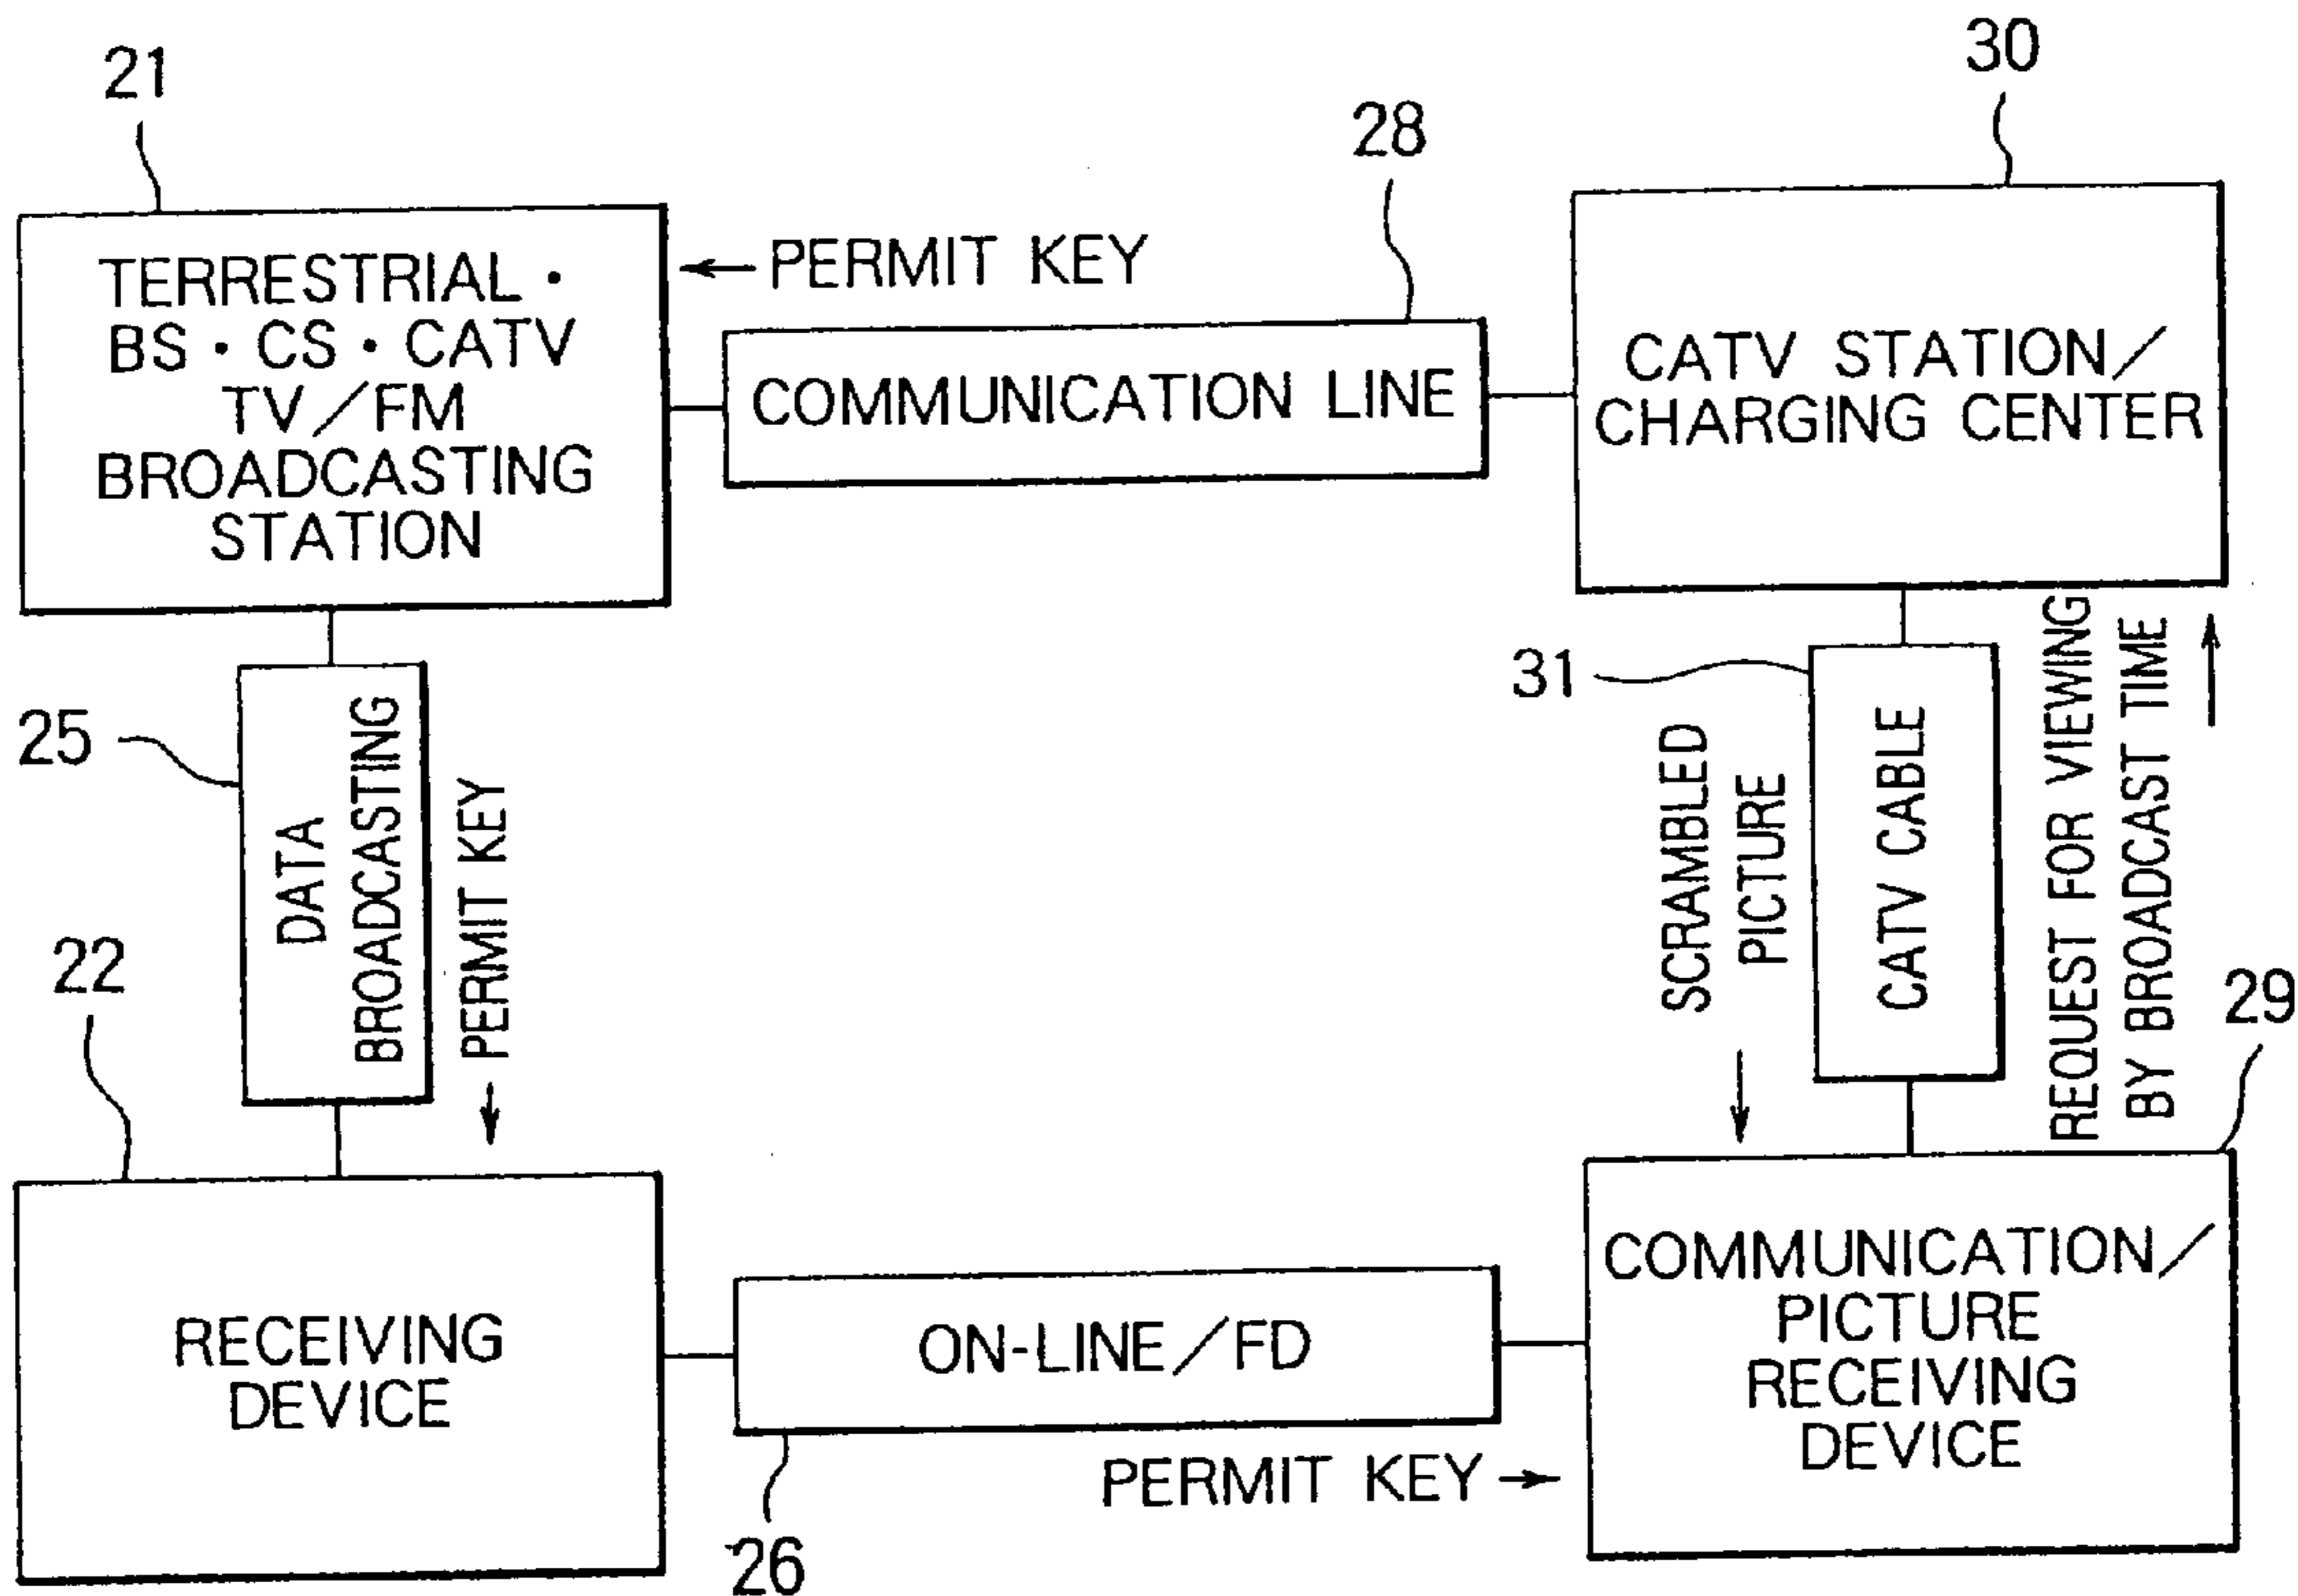 21
30
28
TERRESTRIAL・
BS・CS・CATV
TV/FM
BROADCASTING
STATION
← PERMIT KEY
COMMUNICATION LINE
CATV STATION/
CHARGING CENTER
25
DATA
BROADCASTING
PERMIT KEY
31
SCRAMBLED
PICTURE
CATV CABLE
REQUEST FOR VIEWING
BY BROADCAST TIME
22
29
RECEIVING
DEVICE
ON-LINE/FD
COMMUNICATION/
PICTURE
RECEIVING
DEVICE
PERMIT KEY →
26